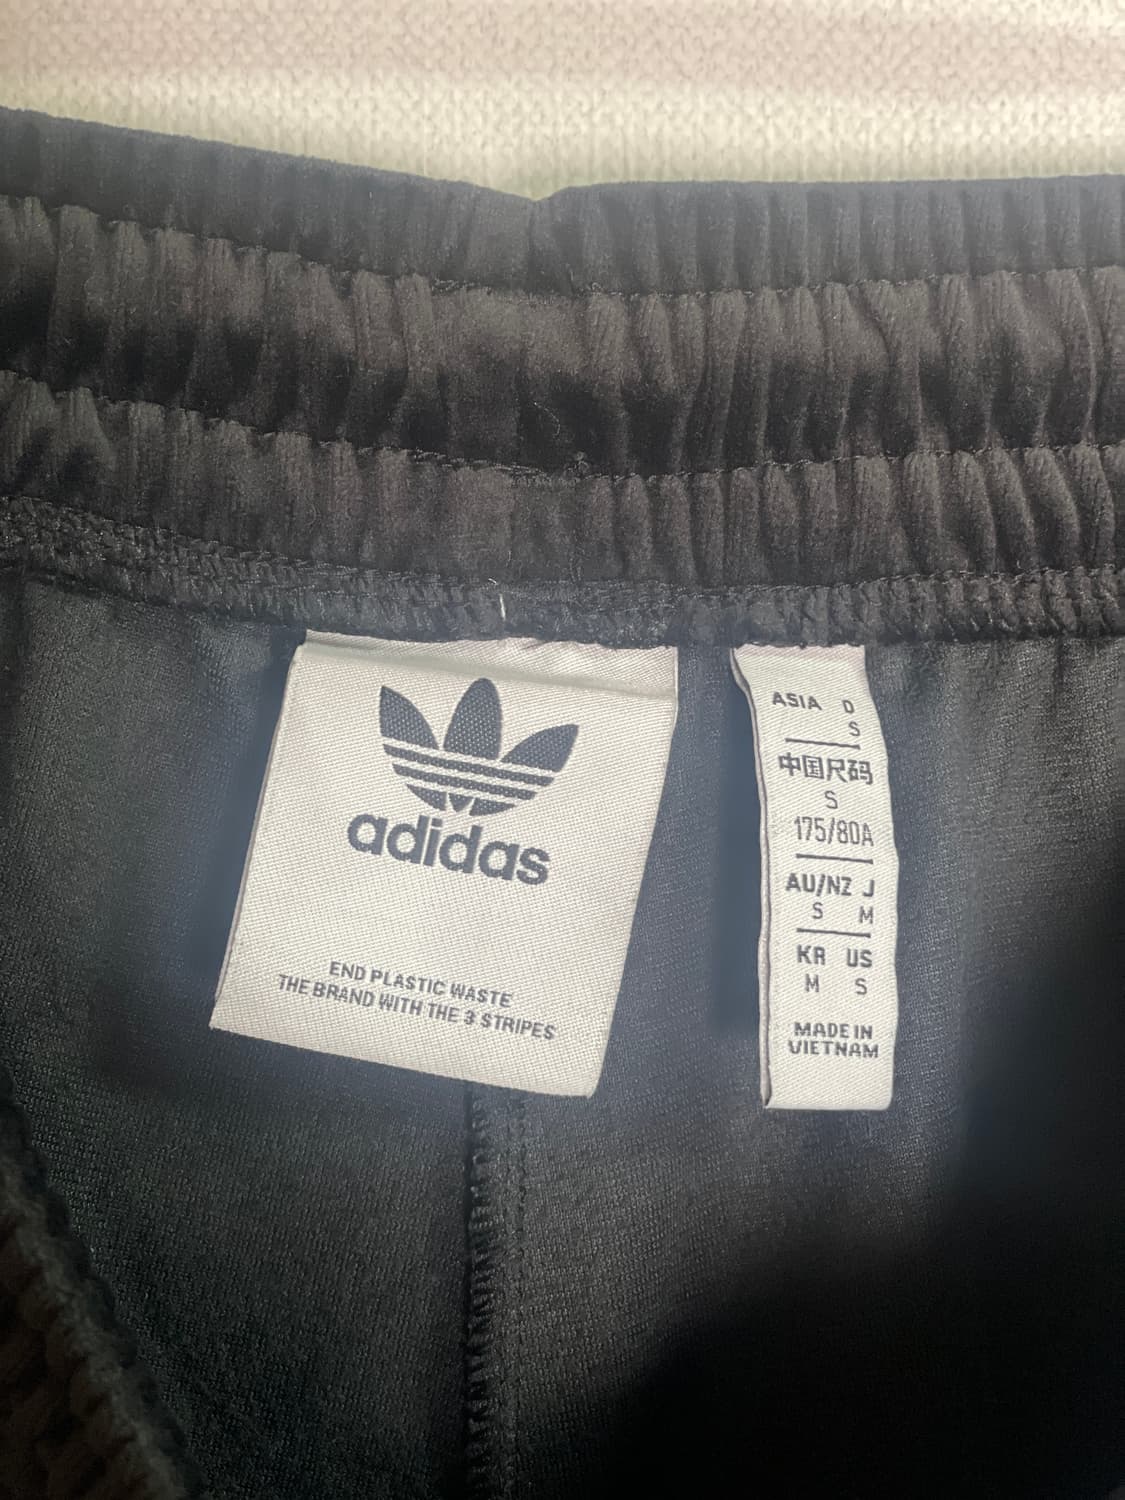 adidas
END PLASTIC WASTE
THE BRAND WITH THE 3 STRIPES
ASIA D
S
中国尺码
S
175/80A
AU/NZ J
S M
KR US
M S
MADE IN
VIETNAM